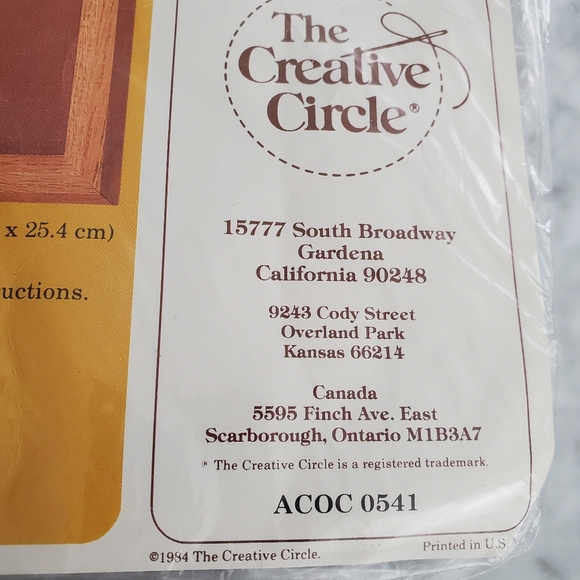 The
Creative
Circle®
15777 South Broadway
Gardena
California 90248
9243 Cody Street
Overland Park
Kansas 66214
Canada
5595 Finch Ave. East
Scarborough, Ontario M1B3A7
® The Creative Circle is a registered trademark.
ACOC 0541
x 25.4 cm)
uctions.
©1984 The Creative Circle.
Printed in U.S.